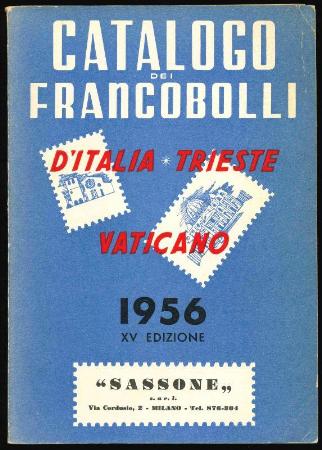 CATALOGO
DEI
FRANCOBOLLI
D'ITALIA * TRIESTE
VATICANO
1956
XV EDIZIONE
“SASSONE„
s. a r. l.
Via Cordusio, 2 - MILANO - Tel. 876-304